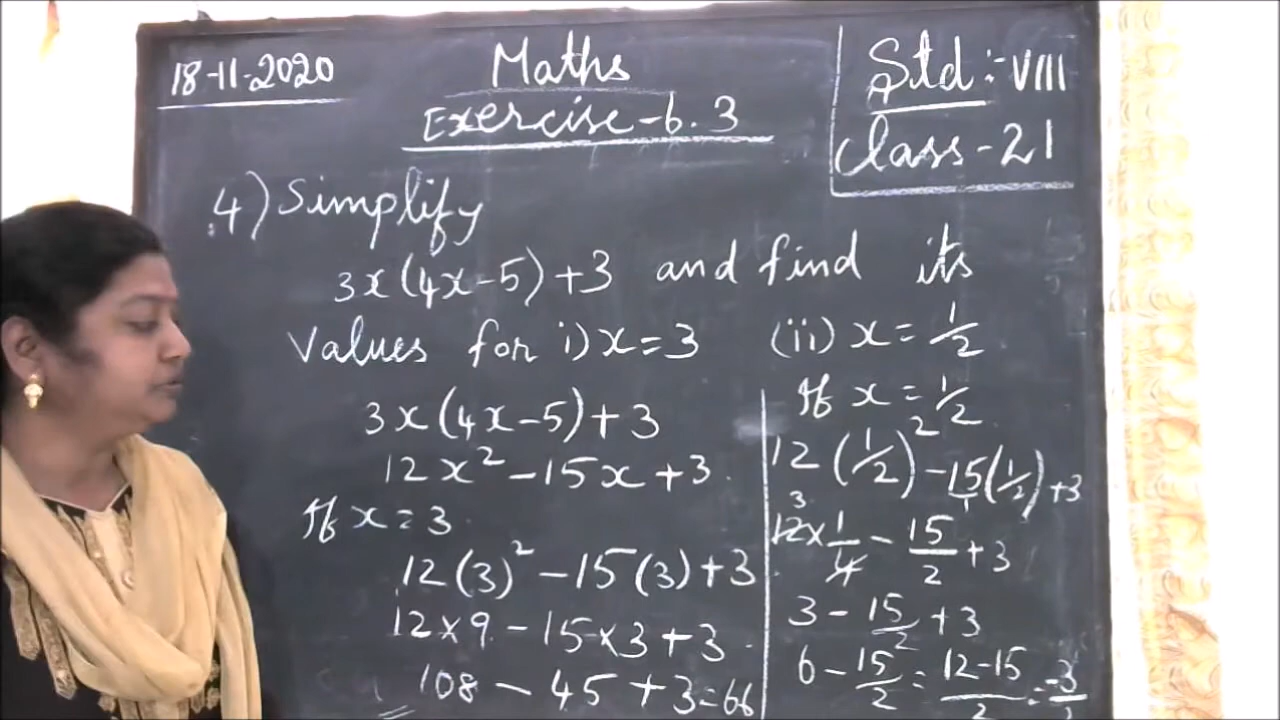 18-11-2020
Maths
Exercise-6.3
Std:-VIII
Class-21
4) Simplify
3x(4x-5)+3 and find its
Values for i) x=3 (ii) x=1/2
3x(4x-5)+3
12x²-15x+3.
If x=3.
12(3)²-15(3)+3
12×9-15×3+3.
108-45+3=66
If x=1/2
12(1/2)²-15(1/2)+3
12×1/4-15/2+3
3-15/2+3
6-15/2=12-15/2=-3/2